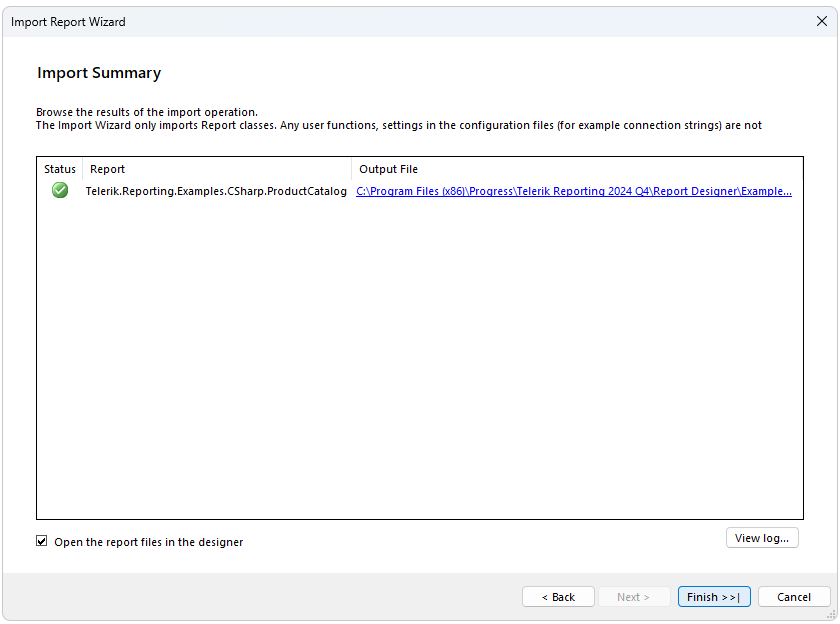 Import Report Wizard
Import Summary
Browse the results of the import operation.
The Import Wizard only imports Report classes. Any user functions, settings in the configuration files (for example connection strings) are not
Status Report Output File
Telerik.Reporting.Examples.CSharp.ProductCatalog C:\Program Files (x86)\Progress\Telerik Reporting 2024 Q4\Report Designer\Example...
Open the report files in the designer
View log...
< Back Next > Finish >>| Cancel